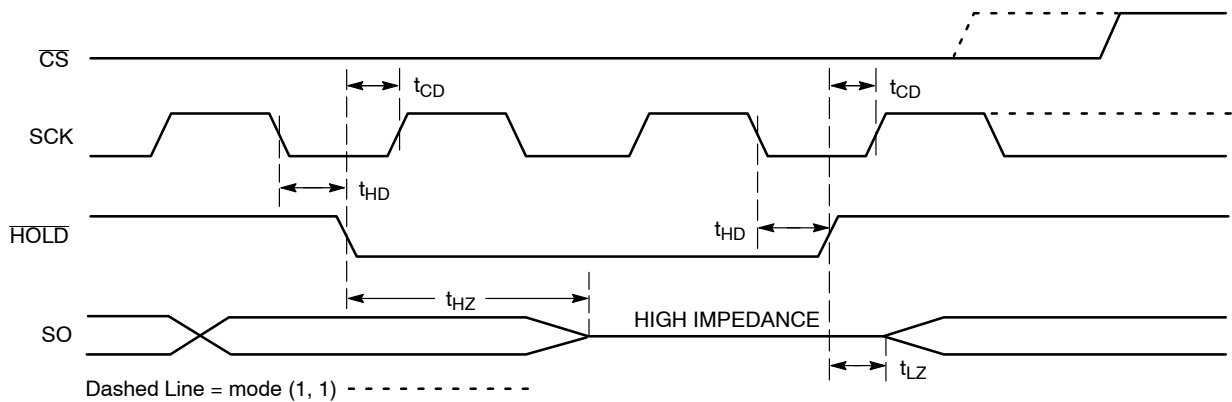 CS
tCD
tCD
SCK
tHD
HOLD
tHD
tHZ
HIGH IMPEDANCE
SO
tLZ
Dashed Line = mode (1, 1)